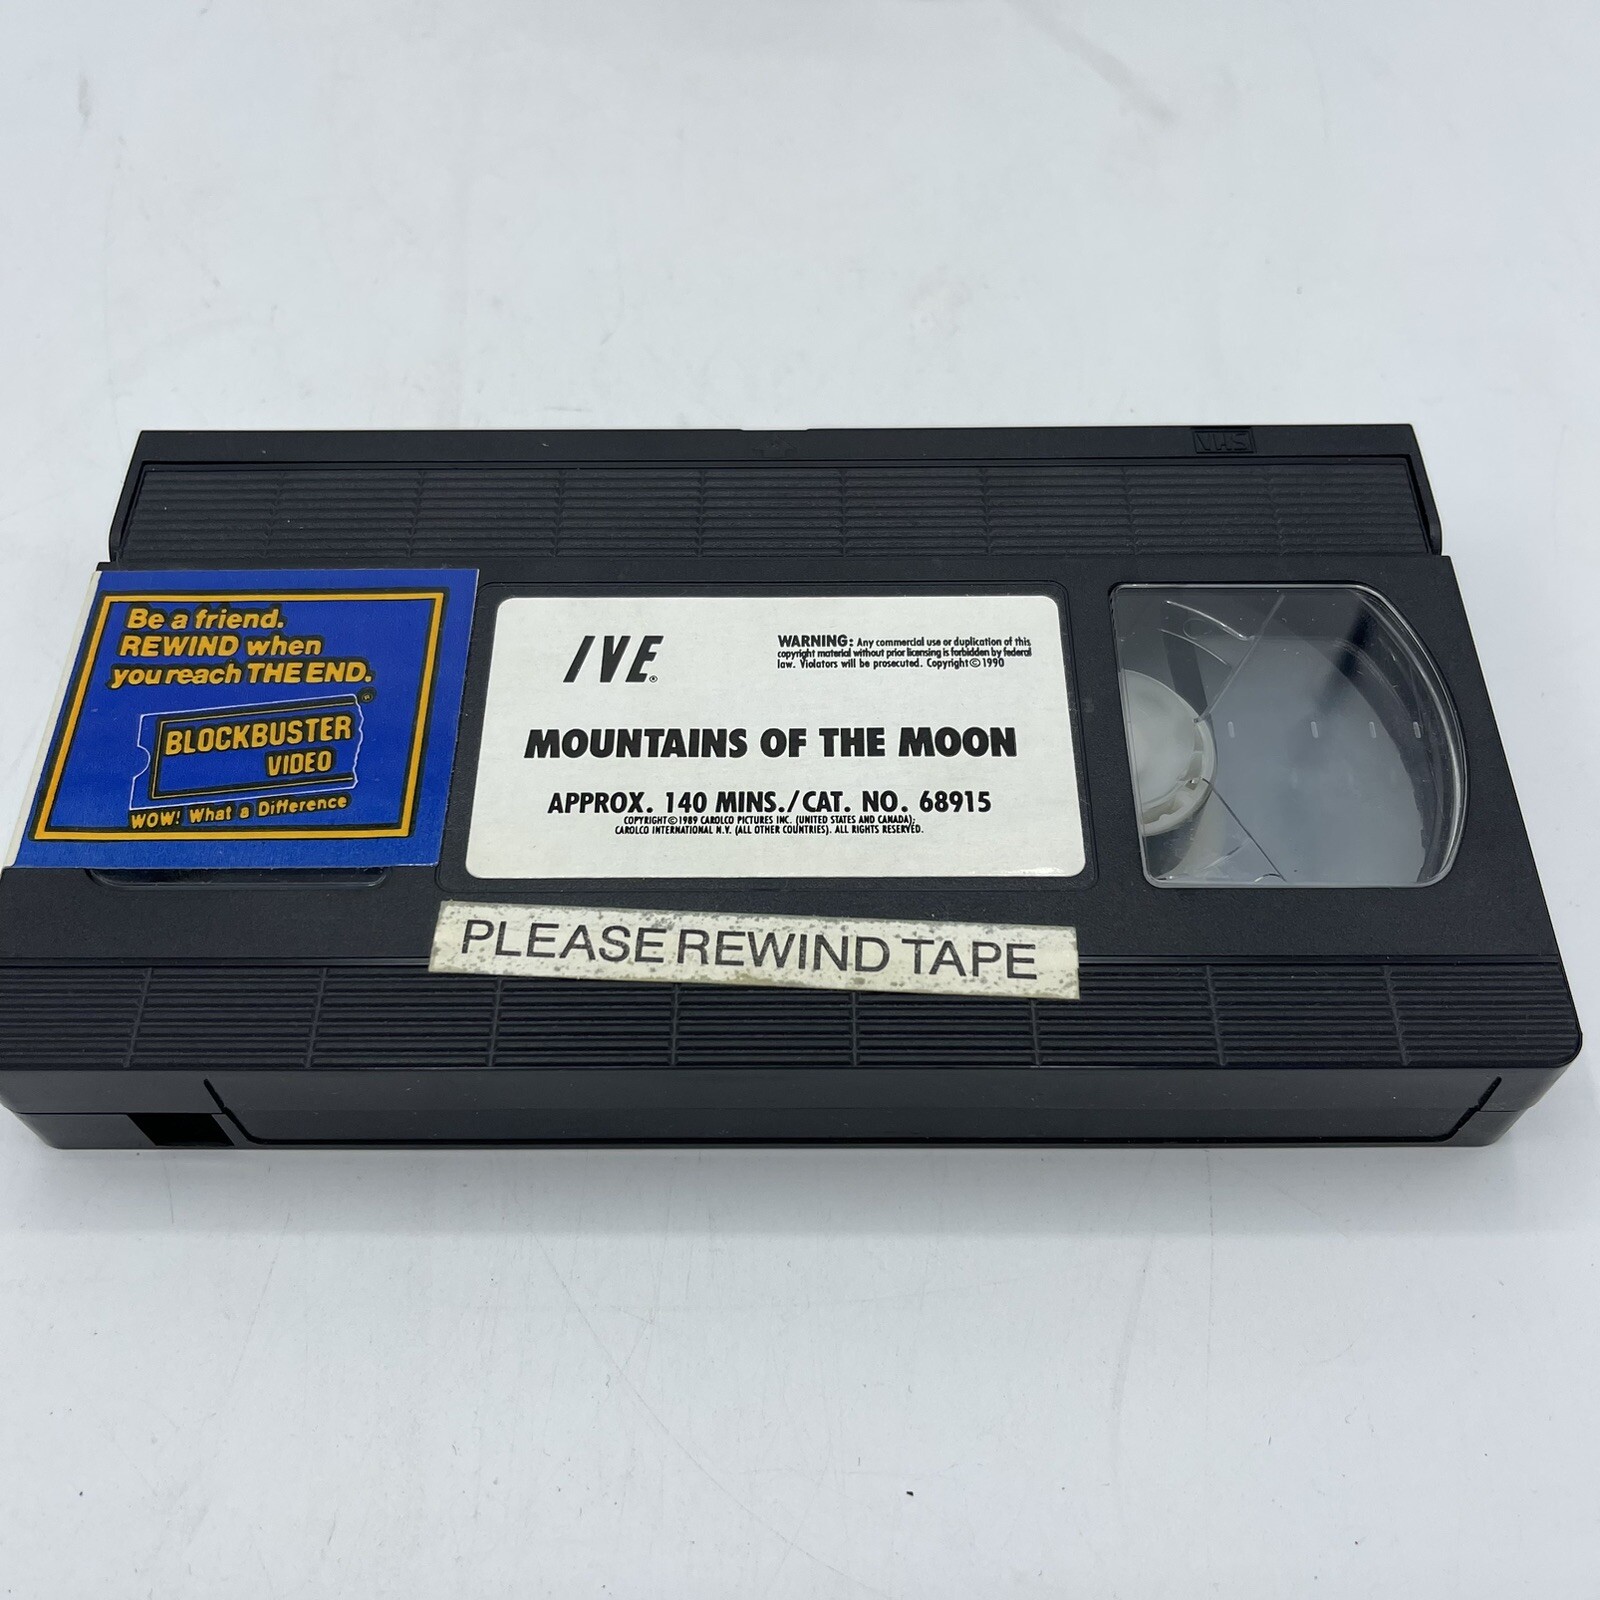 VHS
Be a friend.
REWIND when
you reach THE END.
BLOCKBUSTER
VIDEO
WOW! What a Difference
IVE®
WARNING: Any commercial use or duplication of this
copyright material without prior licensing is forbidden by federal
law. Violators will be prosecuted. Copyright © 1990
MOUNTAINS OF THE MOON
APPROX. 140 MINS./CAT. NO. 68915
COPYRIGHT © 1989 CAROLCO PICTURES INC. (UNITED STATES AND CANADA);
CAROLCO INTERNATIONAL N.V. (ALL OTHER COUNTRIES). ALL RIGHTS RESERVED.
PLEASE REWIND TAPE